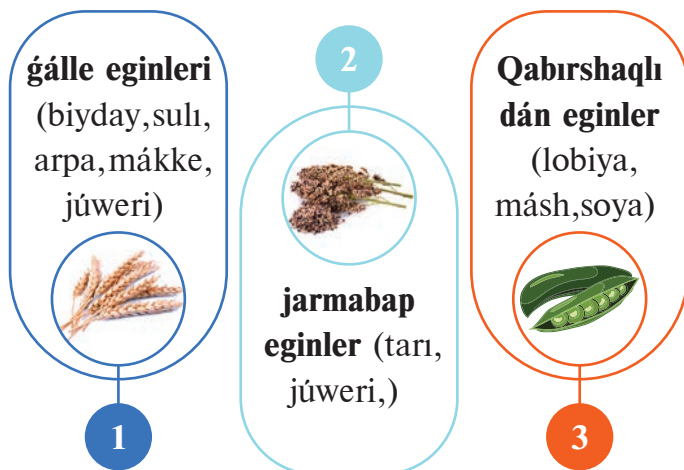 ǵálle eginleri
(biyday,sulı,
arpa,mákke,
júweri)
1
2
jarmabap
eginler (tarı,
júweri,)
Qabırshaqlı
dán eginler
(lobiya,
másh,soya)
3